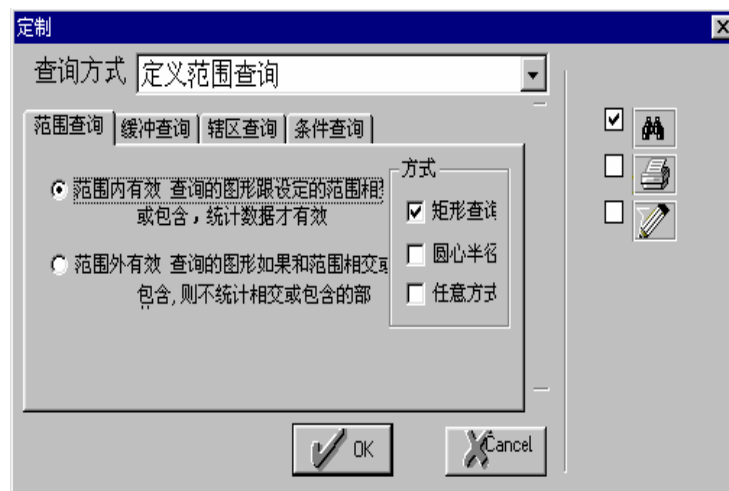 定制
查询方式 定义范围查询
范围查询 缓冲查询 辖区查询 条件查询
范围内有效 查询的图形跟设定的范围相
或包含，统计数据才有效
范围外有效 查询的图形如果和范围相交或
包含,则不统计相交或包含的部
方式
矩形查询
圆心半径
任意方式
OK
Cancel